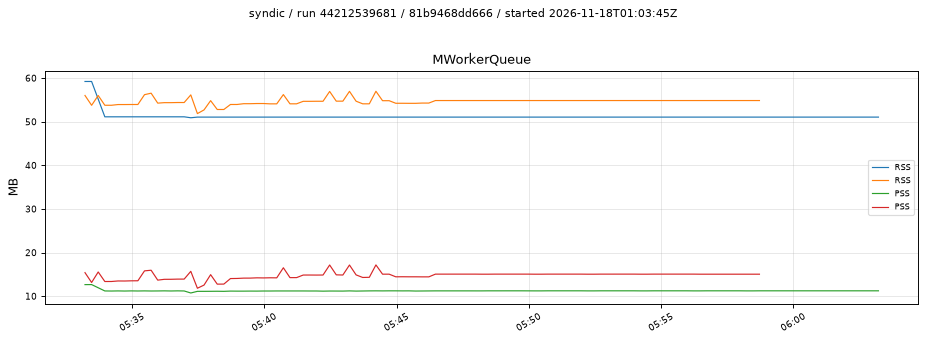 syndic / run 44212539681 / 81b9468dd666 / started 2026-11-18T01:03:45Z
MWorkerQueue
60
50
40
30
20
10
MB
RSS
RSS
PSS
PSS
05:35
05:40
05:45
05:50
05:55
06:00